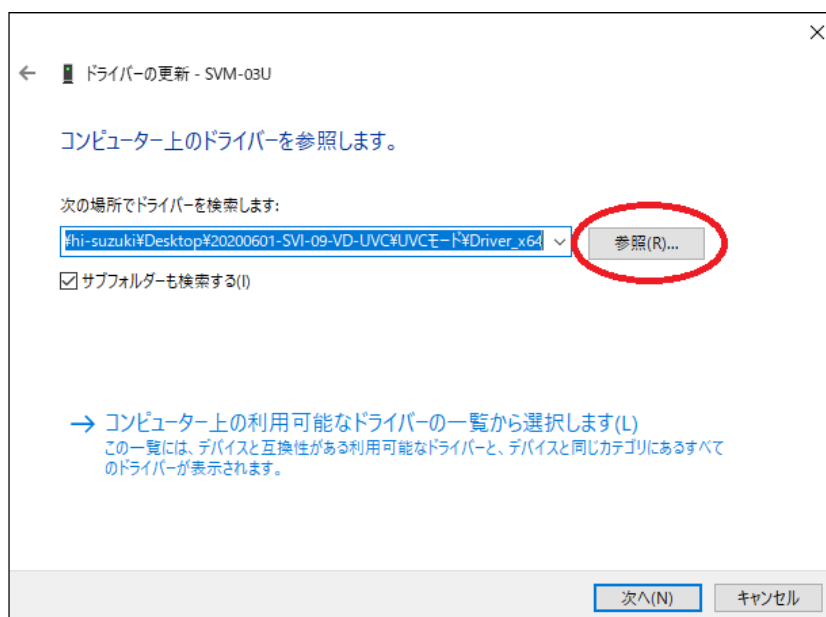 ドライバーの更新 - SVM-03U
コンピューター上のドライバーを参照します。
次の場所でドライバーを検索します:
¥hi-suzuki¥Desktop¥20200601-SVI-09-VD-UVC¥UVCモード¥Driver_x64
参照(R)...
サブフォルダーも検索する(I)
コンピューター上の利用可能なドライバーの一覧から選択します(L)
この一覧には、デバイスと互換性がある利用可能なドライバーと、デバイスと同じカテゴリにあるすべて
のドライバーが表示されます。
次へ(N)
キャンセル